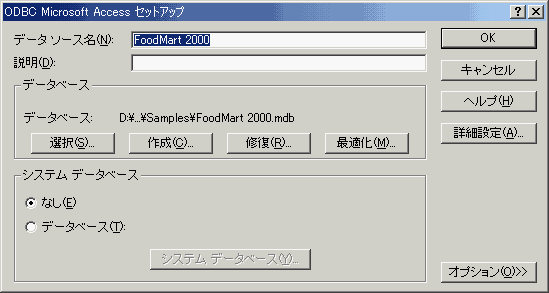 ODBC Microsoft Access セットアップ
データ ソース名(N):
FoodMart 2000
OK
説明(D):
キャンセル
データベース
ヘルプ(H)
データベース:
D:¥...¥Samples¥FoodMart 2000.mdb
詳細設定(A)...
選択(S)...
作成(C)...
修復(R)...
最適化(M)...
システム データベース
なし(E)
データベース(T):
システム データベース(Y)...
オプション(O)>>